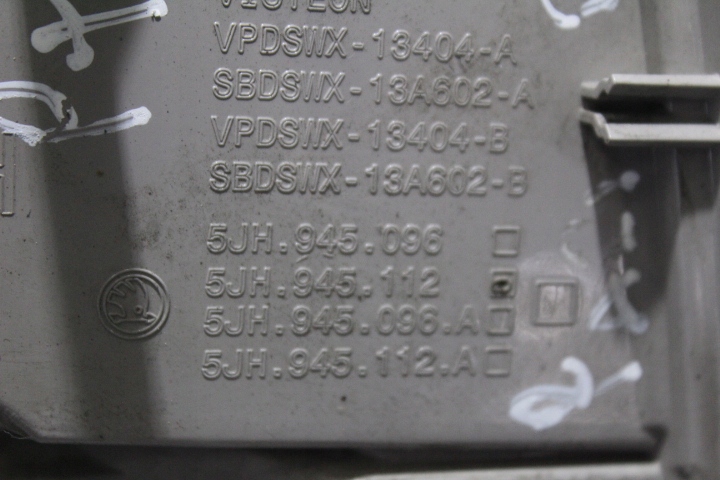 VISTEON
VPDSWX-13404-A
SBDSWX-13A602-A
VPDSWX-13404-B
SBDSWX-13A602-B
5JH.945.096
5JH.945.112
5JH.945.096.A
5JH.945.112.A